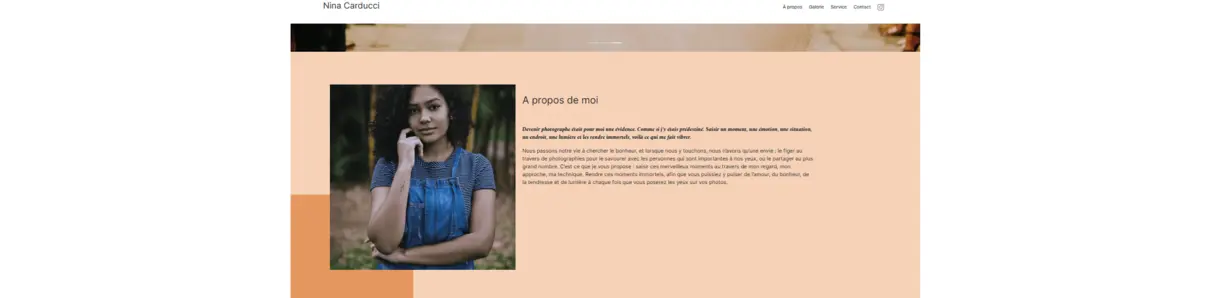 Nina Carducci
A propos
Galerie
Service
Contact
A propos de moi
Devenir photographe était pour moi une évidence. Comme si j'y étais prédestiné. Saisir un moment, une émotion, une situation,
un endroit, une lumière et les rendre immortels, voilà ce qui me fait vibrer.
Nous passons notre vie à chercher le bonheur, et lorsque nous y touchons, nous n'avons qu'une envie : le figer au
travers de photographies pour le savourer avec les personnes qui sont importantes à nos yeux, où le partager au plus
grand nombre. C'est ce que je vous propose : saisir ces merveilleux moments au travers de mon regard, mon
approche, ma technique. Rendre ces moments immortels, afin que vous puissiez y puiser de l'amour, du bonheur, de
la tendresse et de lumière à chaque fois que vous poserez les yeux sur vos photos.